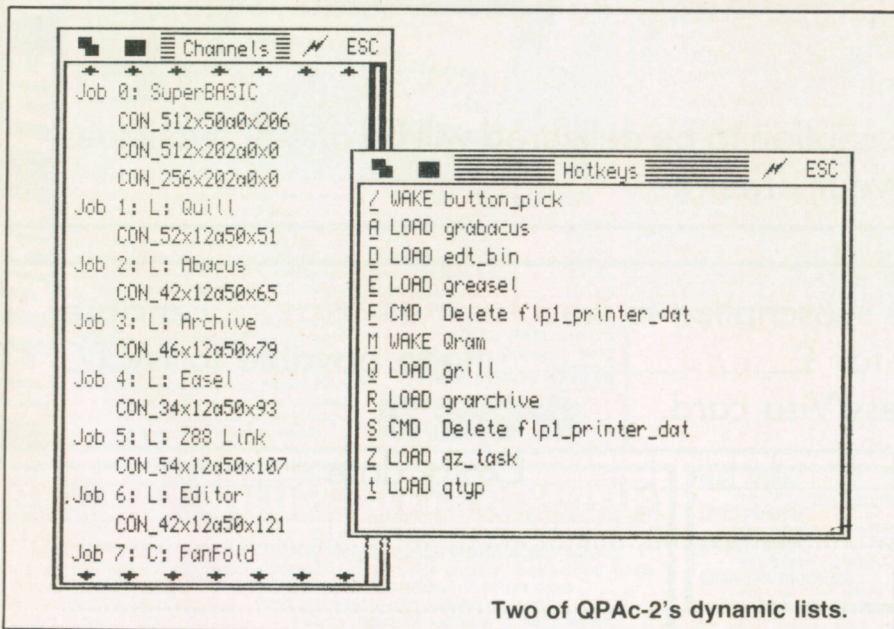 Channels ESC
Job 0: SuperBASIC
CON_512x50a0x206
CON_512x202a0x0
CON_256x202a0x0
Job 1: L: Quill
CON_52x12a50x51
Job 2: L: Abacus
CON_42x12a50x65
Job 3: L: Archive
CON_46x12a50x79
Job 4: L: Easel
CON_34x12a50x93
Job 5: L: Z88 Link
CON_54x12a50x107
Job 6: L: Editor
CON_42x12a50x121
Job 7: C: FanFold
Hotkeys ESC
/ WAKE button_pick
A LOAD grabacus
D LOAD edt_bin
E LOAD greasel
F CMD Delete flp1_printer_dat
M WAKE Qram
Q LOAD grill
R LOAD grarchive
S CMD Delete flp1_printer_dat
Z LOAD qz_task
t LOAD qtyp
Two of QPAc-2's dynamic lists.